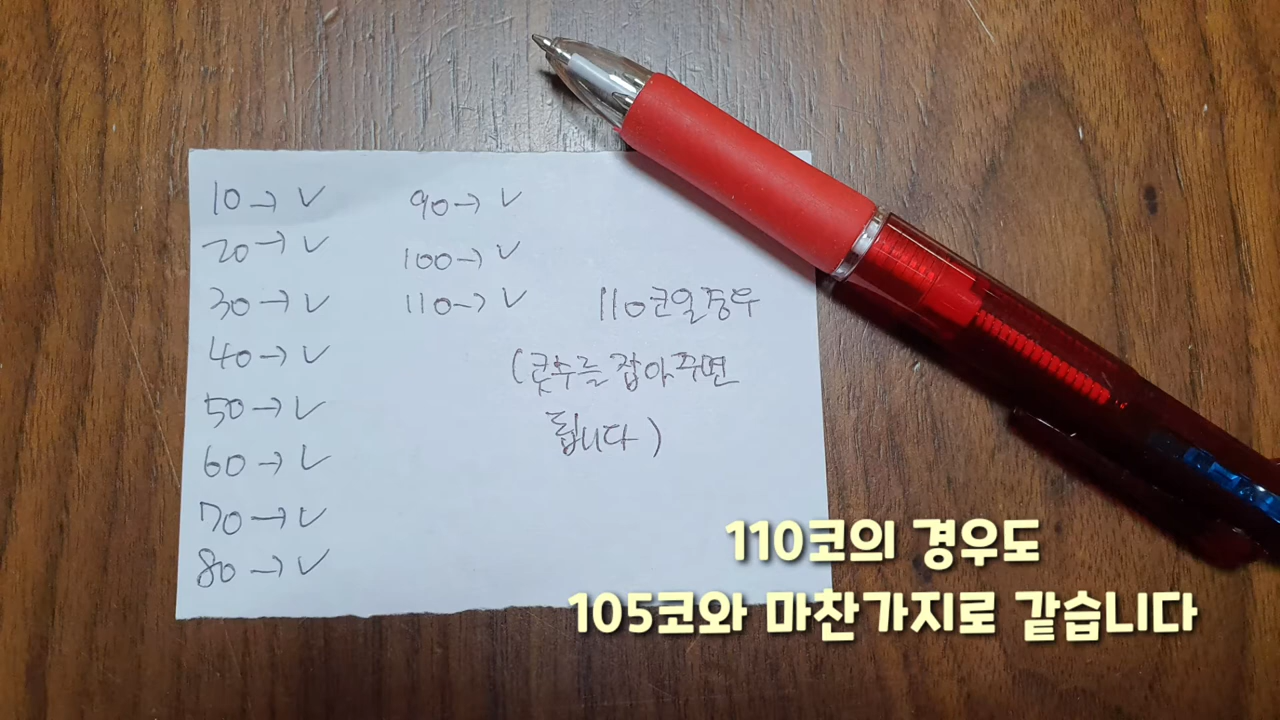 10→✓
20→✓
30→✓
40→✓
50→✓
60→✓
70→✓
80→✓
90→✓
100→✓
110→✓
110코일경우
(콧수를 잡아주면
됩니다)
110코의 경우도
105코와 마찬가지로 같습니다